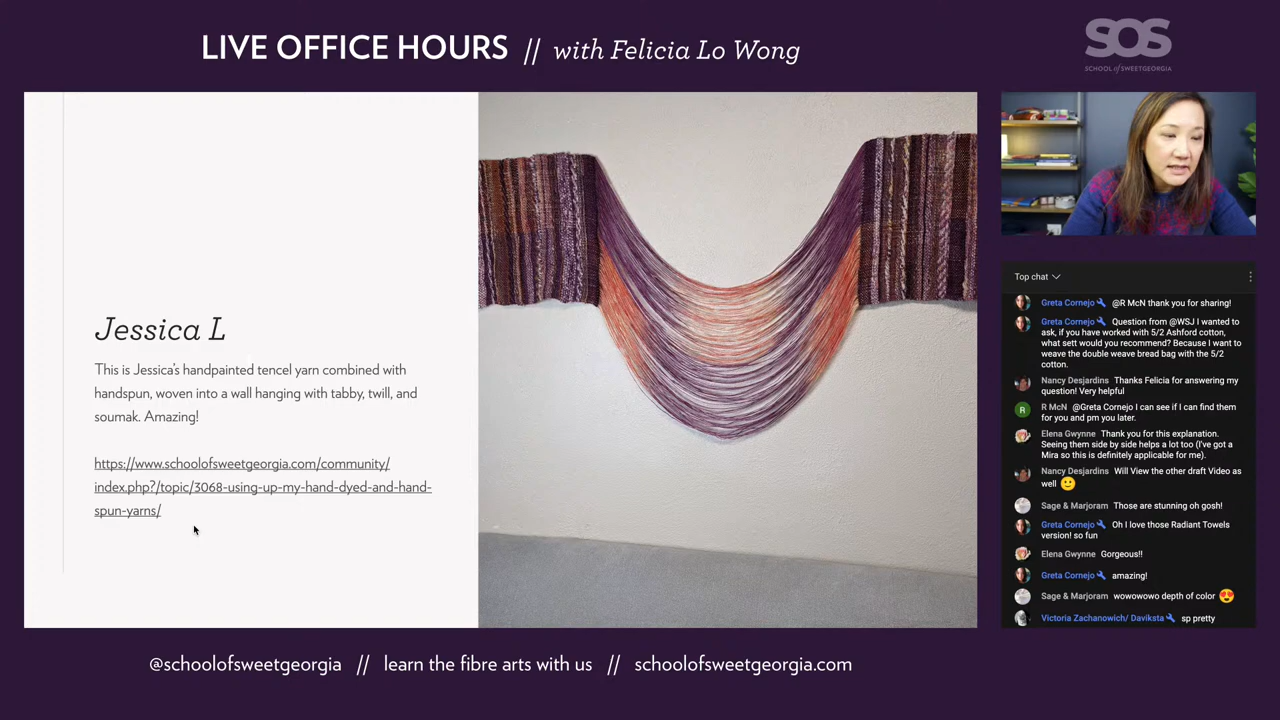 LIVE OFFICE HOURS // with Felicia Lo Wong
SOS
SCHOOL of SWEETGEORGIA
Jessica L
This is Jessica's handpainted tencel yarn combined with
handspun, woven into a wall hanging with tabby, twill, and
soumak. Amazing!
https://www.schoolofsweetgeorgia.com/community/
index.php?/topic/3068-using-up-my-hand-dyed-and-hand-
spun-yarns/
Top chat
Greta Cornejo @R McN thank you for sharing!
Greta Cornejo Question from @WSJ I wanted to
ask, if you have worked with 5/2 Ashford cotton,
what sett would you recommend? Because I want to
weave the double weave bread bag with the 5/2
cotton.
Nancy Desjardins Thanks Felicia for answering my
question! Very helpful
R
R McN @Greta Cornejo I can see if I can find them
for you and pm you later.
Elena Gwynne Thank you for this explanation.
Seeing them side by side helps a lot too (I've got a
Mira so this is definitely applicable for me).
Nancy Desjardins Will View the other draft Video as
well 🙂
Sage & Marjoram Those are stunning oh gosh!
Greta Cornejo Oh I love those Radiant Towels
version! so fun
Elena Gwynne Gorgeous!!
Greta Cornejo amazing!
Sage & Marjoram wowowowo depth of color 😍
Victoria Zachanowich/ Daviksta sp pretty
@schoolofsweetgeorgia // learn the fibre arts with us // schoolofsweetgeorgia.com